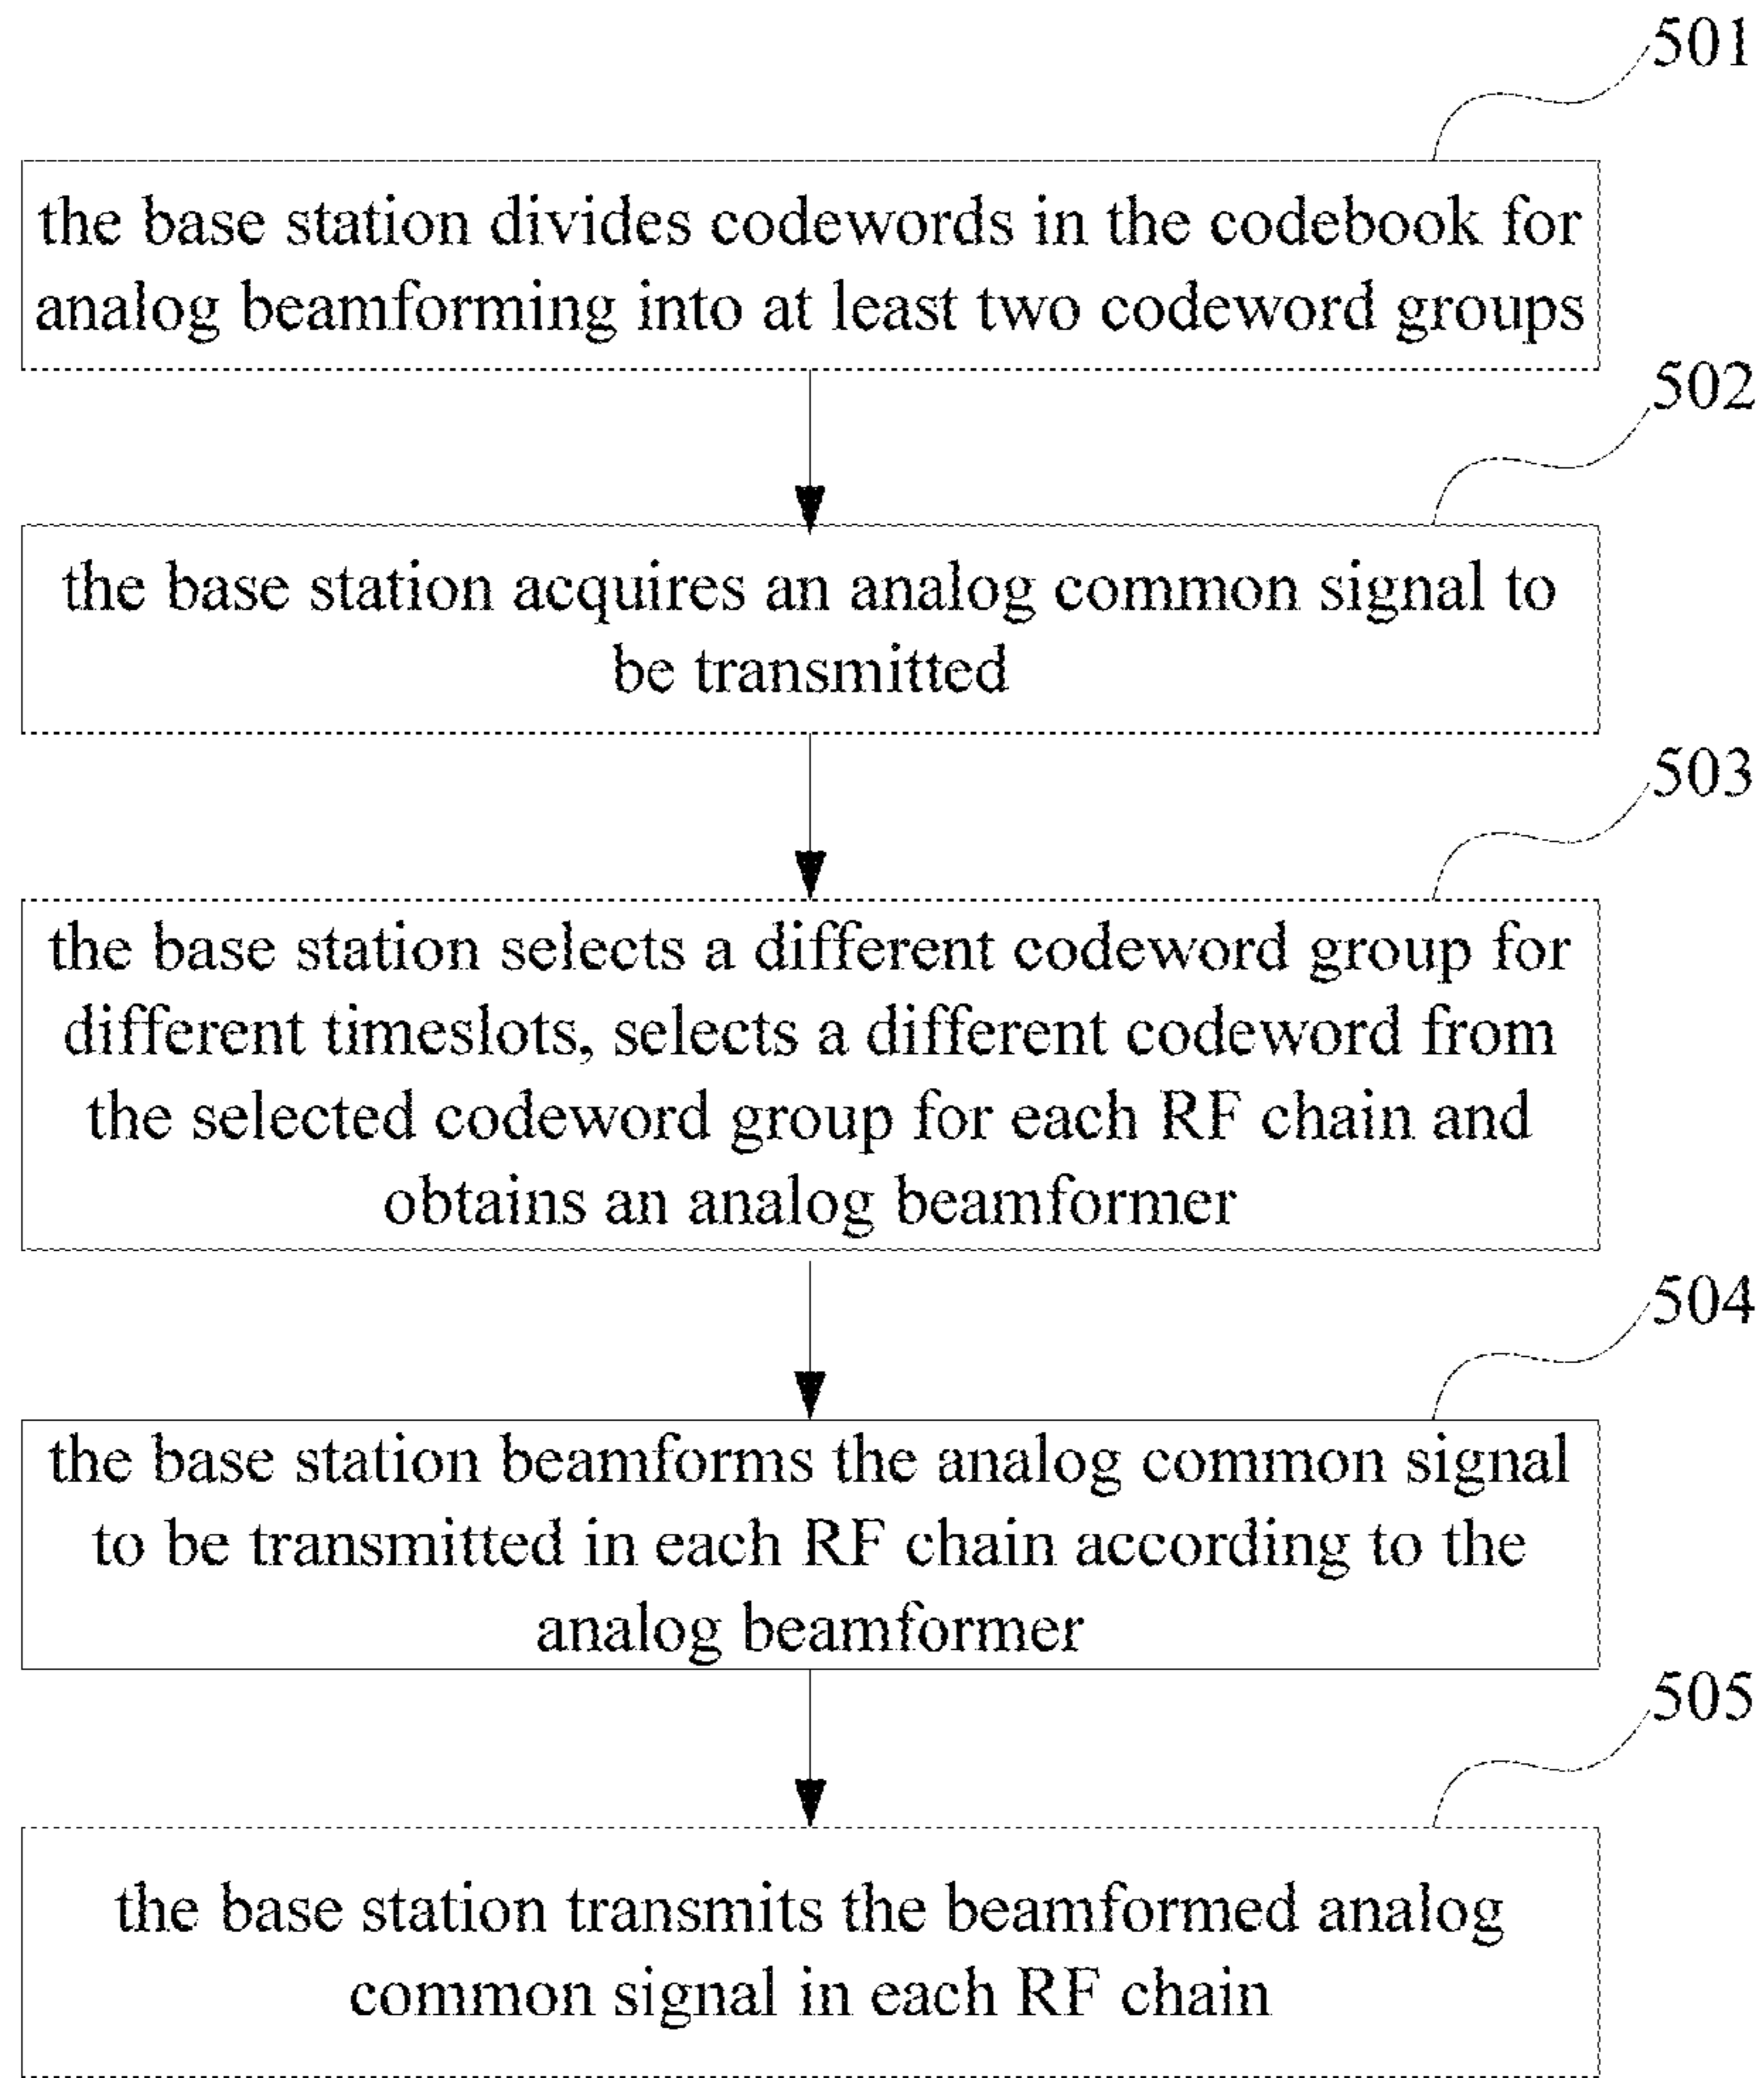 501
the base station divides codewords in the codebook for
analog beamforming into at least two codeword groups
502
the base station acquires an analog common signal to
be transmitted
503
the base station selects a different codeword group for
different timeslots, selects a different codeword from
the selected codeword group for each RF chain and
obtains an analog beamformer
504
the base station beamforms the analog common signal
to be transmitted in each RF chain according to the
analog beamformer
505
the base station transmits the beamformed analog
common signal in each RF chain